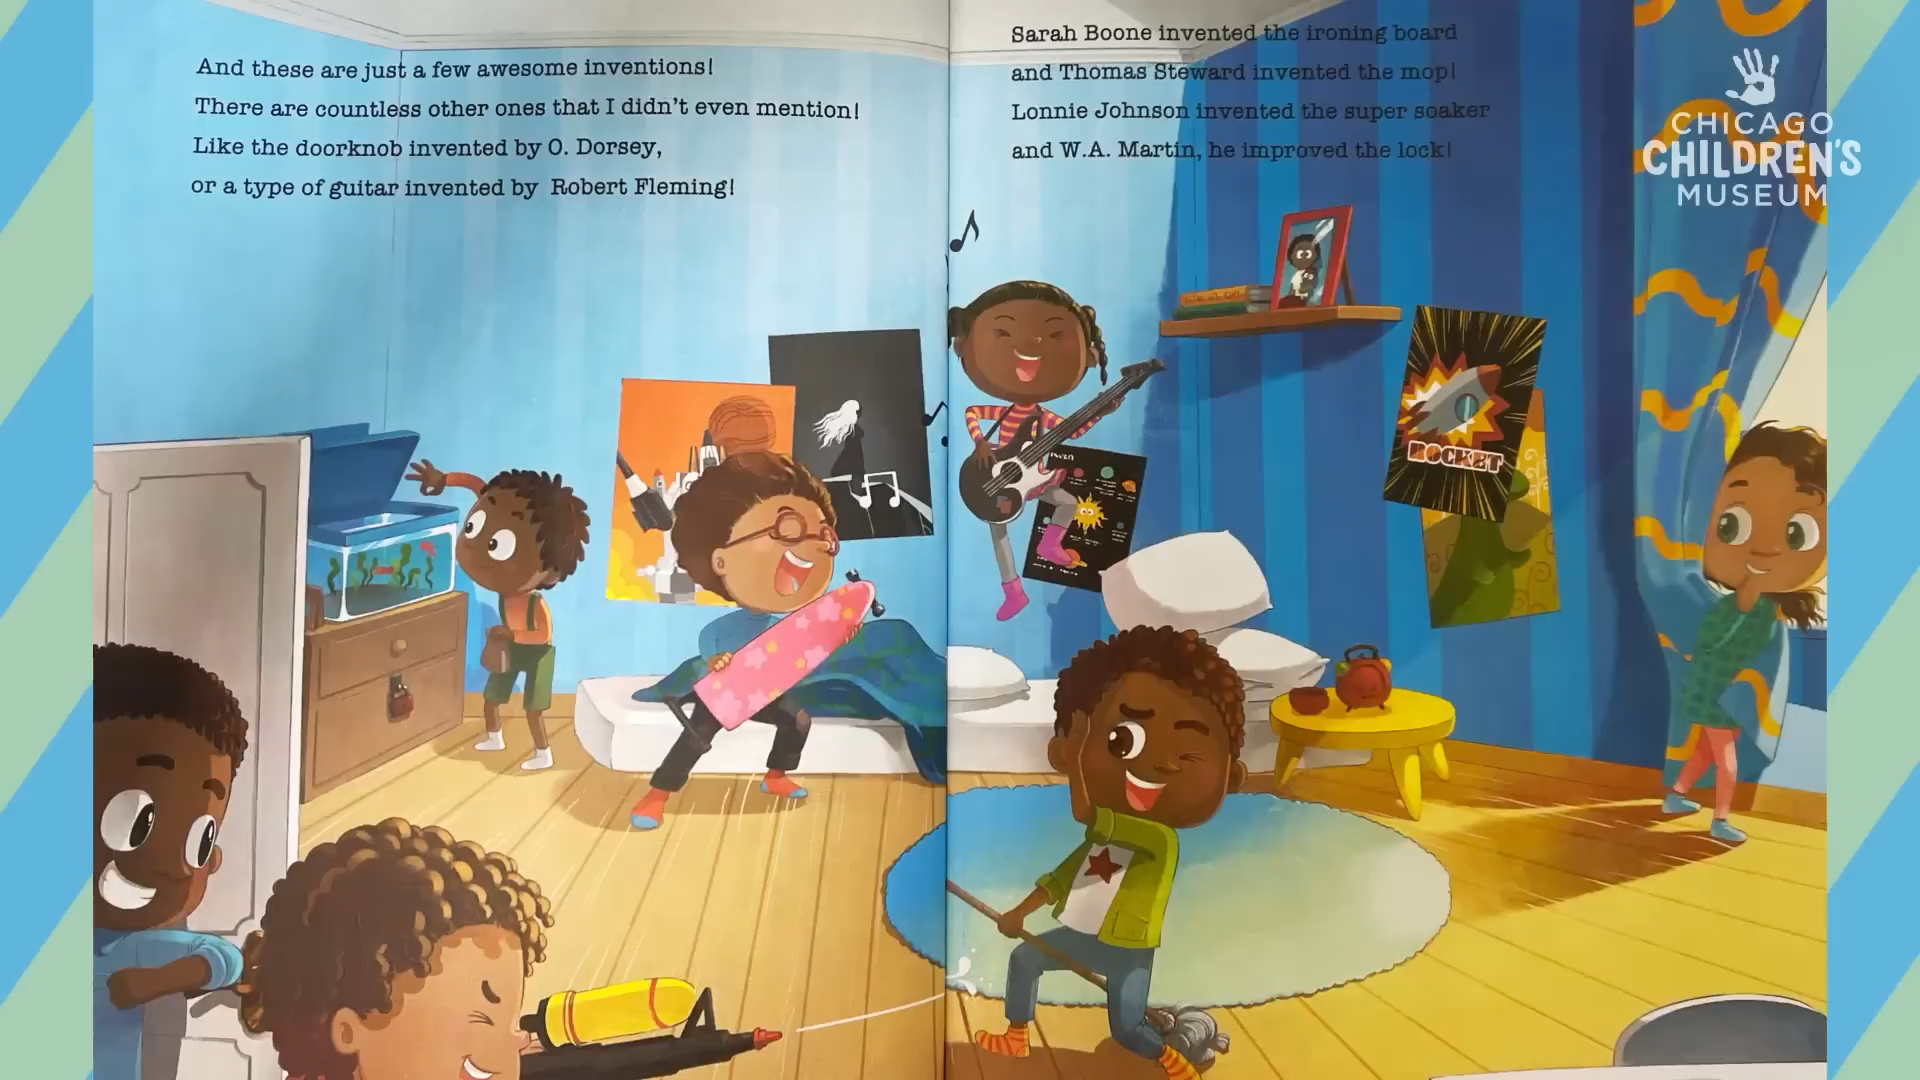 And these are just a few awesome inventions!
There are countless other ones that I didn't even mention!
Like the doorknob invented by O. Dorsey,
or a type of guitar invented by Robert Fleming!
Sarah Boone invented the ironing board
and Thomas Steward invented the mop!
Lonnie Johnson invented the super soaker
and W.A. Martin, he improved the lock!
CHICAGO
CHILDREN'S
MUSEUM
ROCKET